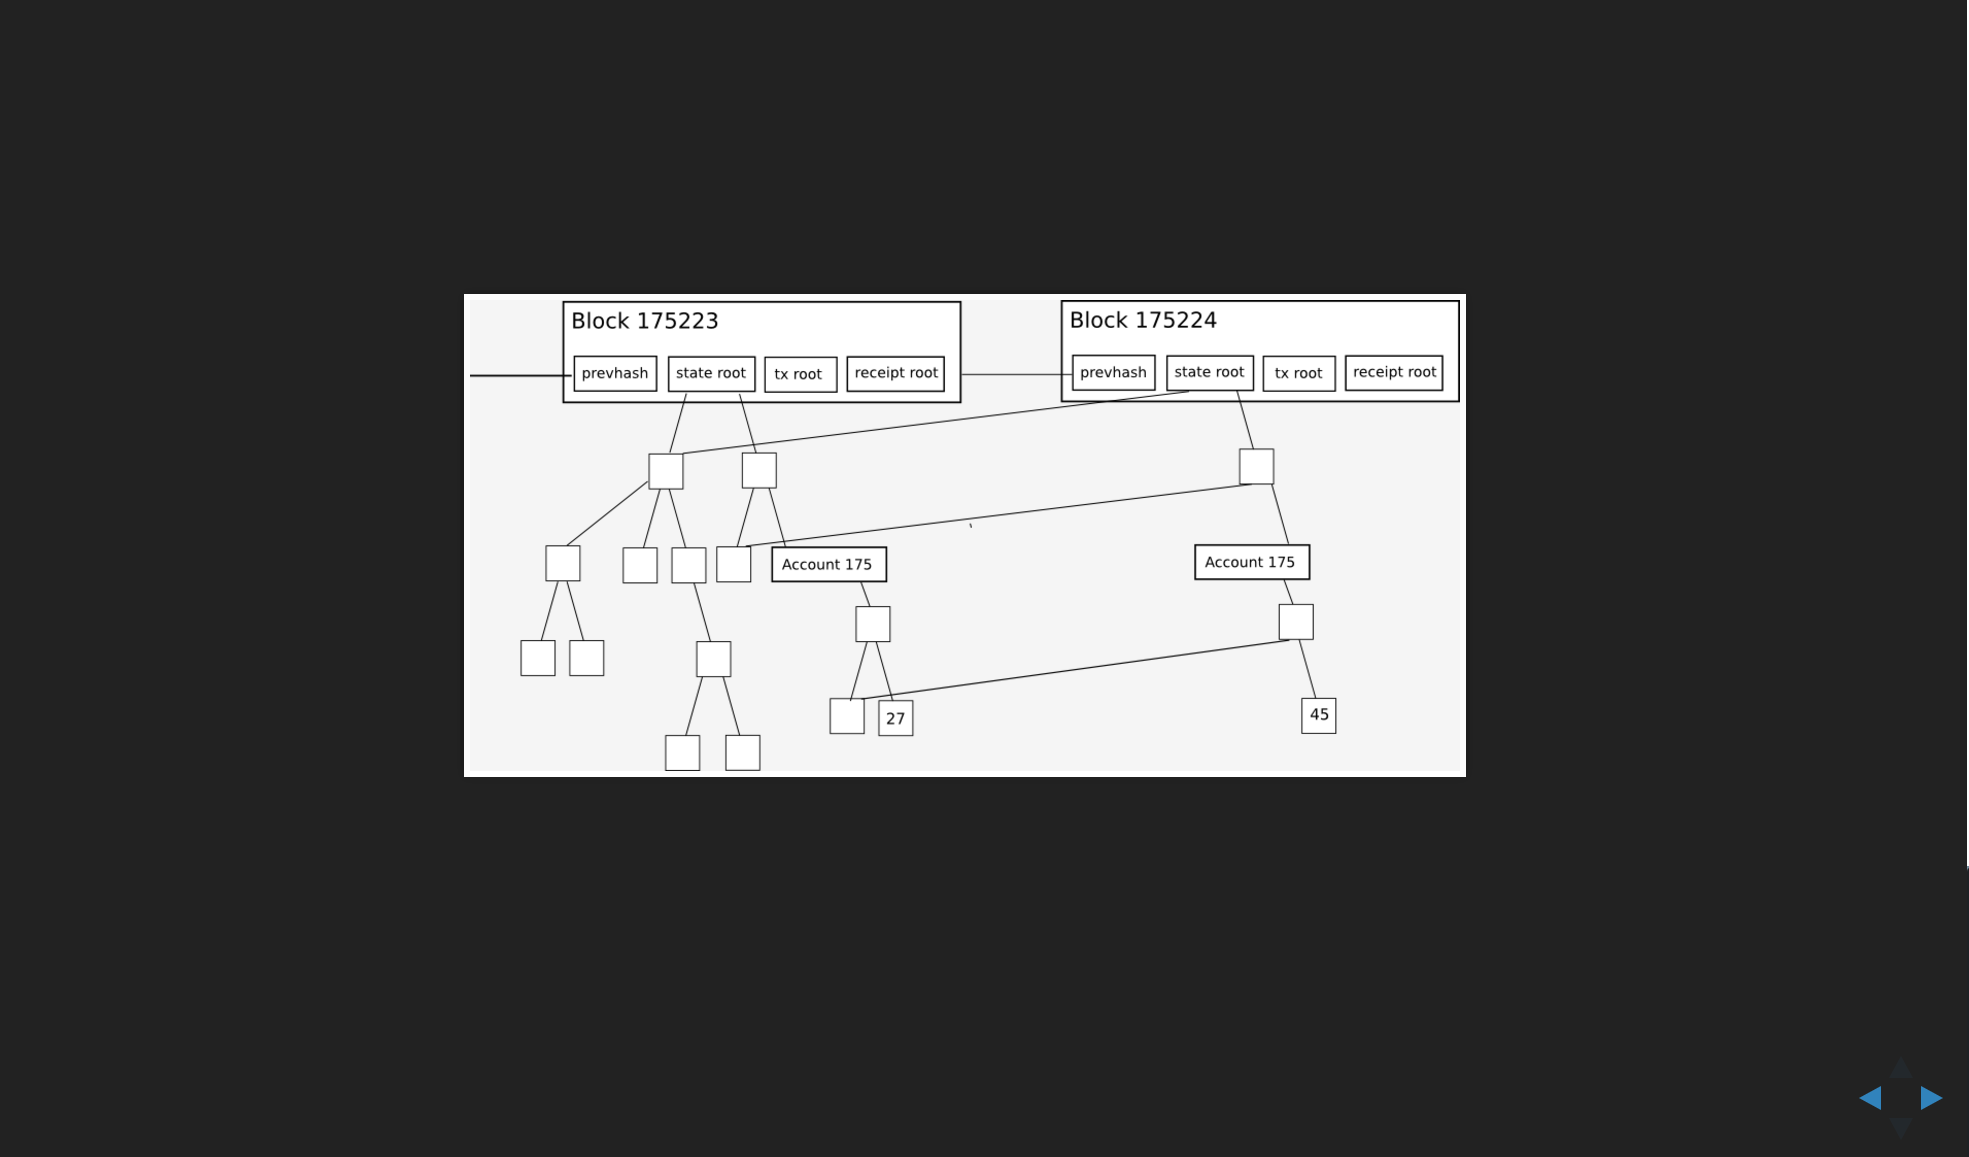 Block 175223
prevhash
state root
tx root
receipt root
Block 175224
prevhash
state root
tx root
receipt root
Account 175
Account 175
27
45